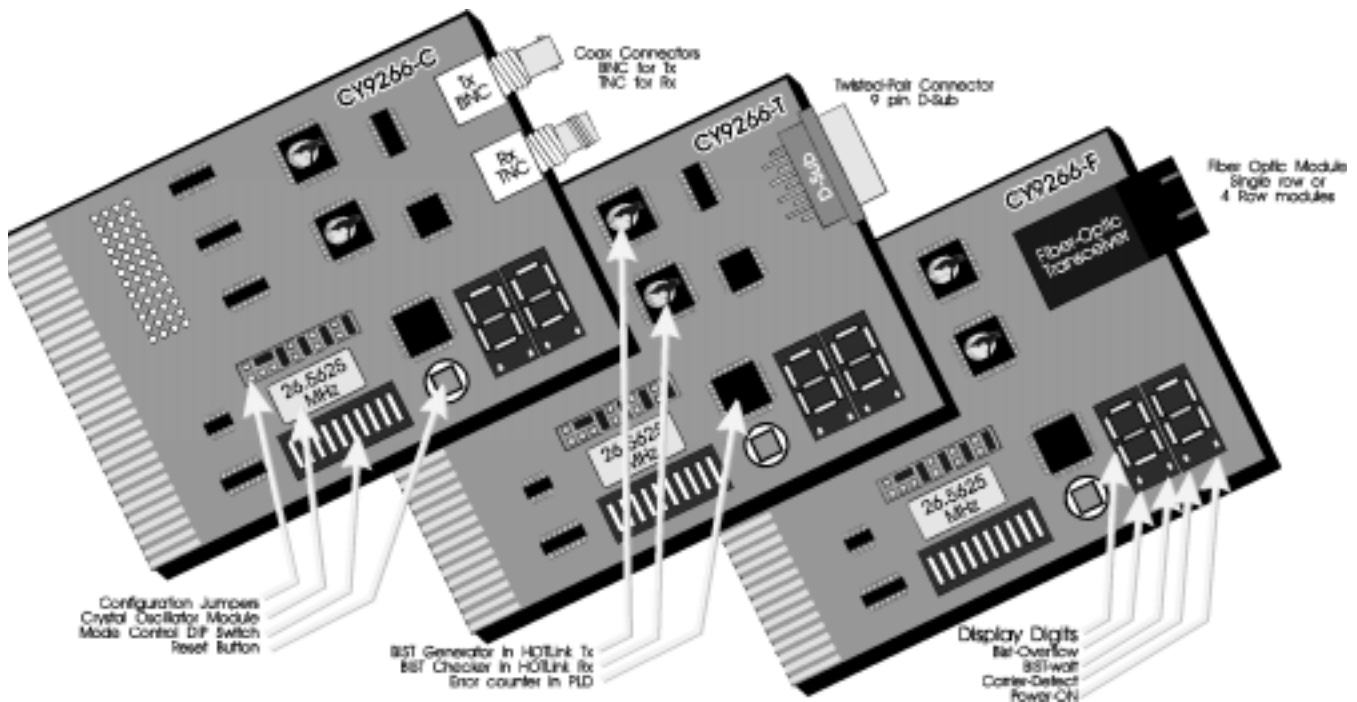 CY9266-C
Tx
BNC
Rx
TNC
Coax Connectors
BNC for Tx
TNC for Rx
26.5625
MHz
CY9266-T
D-Sub
Twisted-Pair Connector
9 pin D-Sub
26.5625
MHz
CY9266-F
Fiber-Optic
Transceiver
Fiber Optic Module
Single row or
4 Row modules
26.5625
MHz
Configuration Jumpers
Crystal Oscillator Module
Mode Control DIP Switch
Reset Button
BIST Generator in HOTLink Tx
BIST Checker in HOTLink Rx
Error counter in PLD
Display Digits
Bist-Overflow
BIST-wait
Carrier-Detect
Power-ON